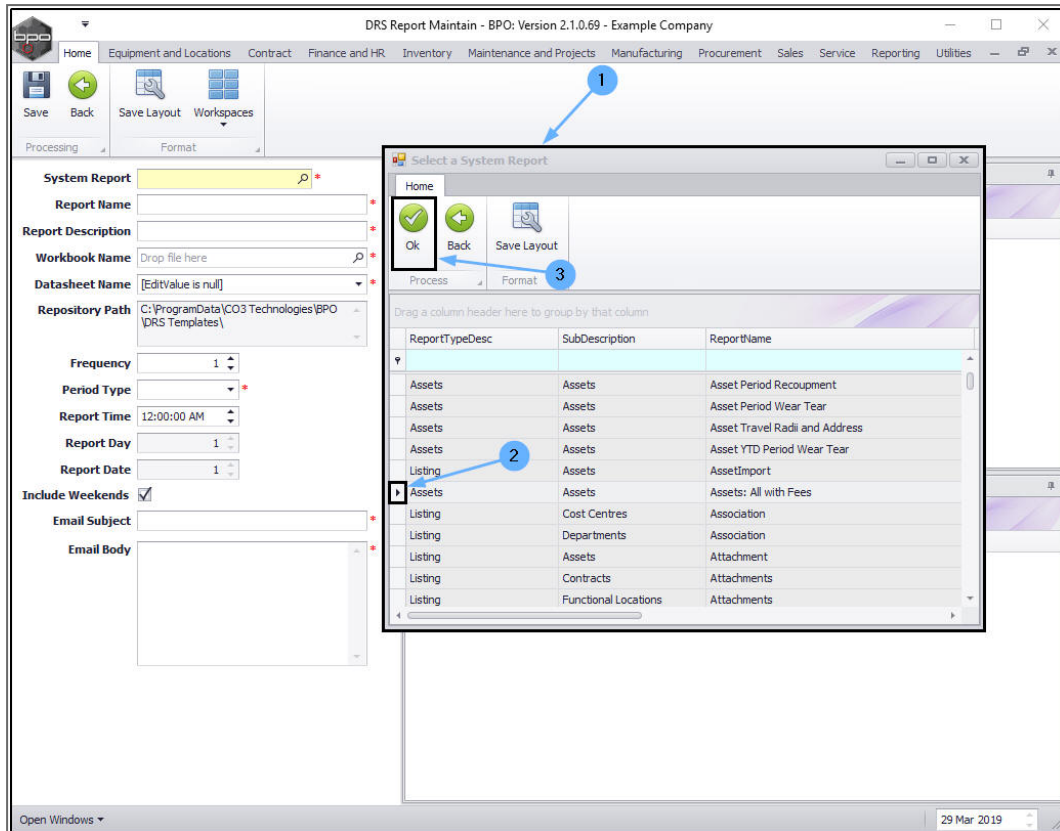 DRS Report Maintain - BPO: Version 2.1.0.69 - Example Company
bpo
Home Equipment and Locations Contract Finance and HR Inventory Maintenance and Projects Manufacturing Procurement Sales Service Reporting Utilities
1
Save Back Save Layout Workspaces
Processing Format
System Report *
Report Name *
Report Description *
Workbook Name Drop file here *
Datasheet Name [EditValue is null] *
Repository Path C:\ProgramData\CO3 Technologies\BPO
\DRS Templates\
Frequency 1
Period Type *
Report Time 12:00:00 AM
Report Day 1
Report Date 1
Include Weekends
Email Subject *
Email Body *
Select a System Report
Home
Ok Back Save Layout
3
Process Format
Drag a column header here to group by that column
ReportTypeDesc SubDescription ReportName
Assets Assets Asset Period Recoupment
Assets Assets Asset Period Wear Tear
Assets Assets Asset Travel Radii and Address
Assets Assets Asset YTD Period Wear Tear
2
Listing Assets AssetImport
Assets Assets Assets: All with Fees
Listing Cost Centres Association
Listing Departments Association
Listing Assets Attachment
Listing Contracts Attachments
Listing Functional Locations Attachments
Open Windows 29 Mar 2019